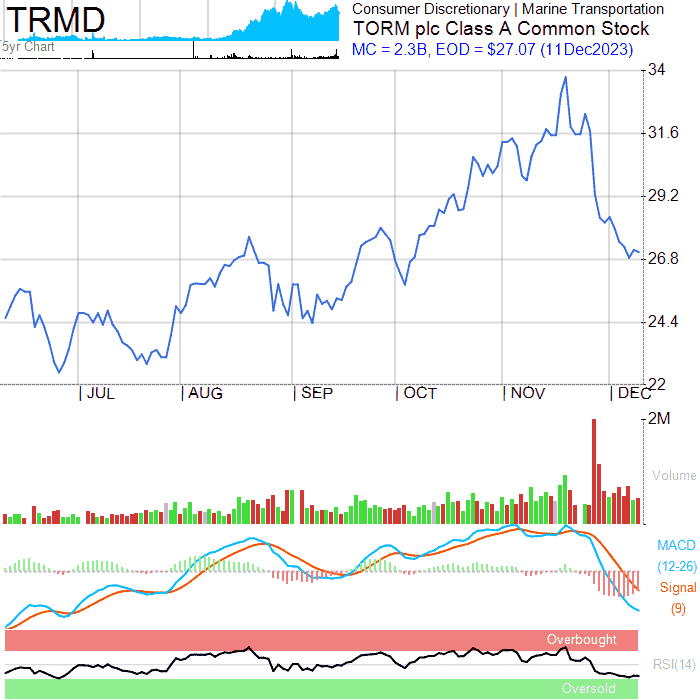 TRMD
5yr Chart
Consumer Discretionary | Marine Transportation
TORM plc Class A Common Stock
MC = 2.3B, EOD = $27.07 (11Dec2023)
34
31.6
29.2
26.8
24.4
22
JUL
AUG
SEP
OCT
NOV
DEC
2M
Volume
MACD
(12-26)
Signal
(9)
Overbought
RSI(14)
Oversold